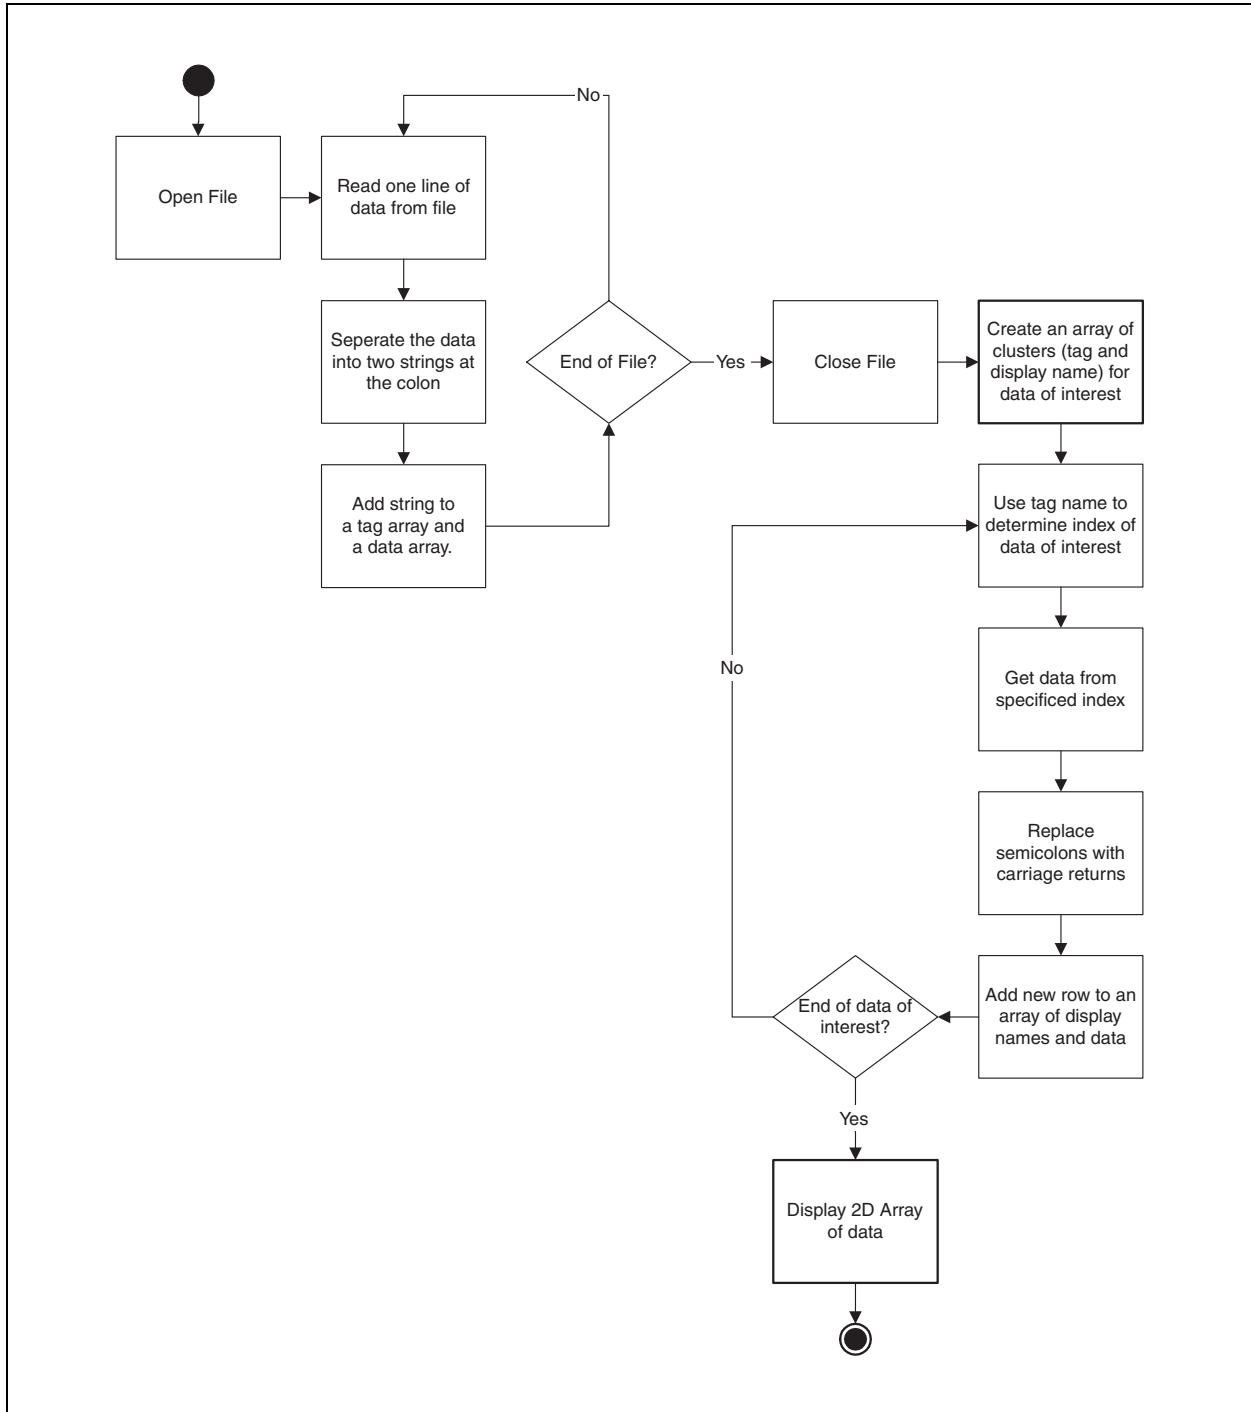 Open File
No
Read one line of
data from file
Seperate the data
into two strings at
the colon
Add string to
a tag array and
a data array.
End of File?
Yes
Close File
Create an array of
clusters (tag and
display name) for
data of interest
Use tag name to
determine index of
data of interest
No
Get data from
specificed index
Replace
semicolons with
carriage returns
Add new row to an
array of display
names and data
End of data of
interest?
Yes
Display 2D Array
of data